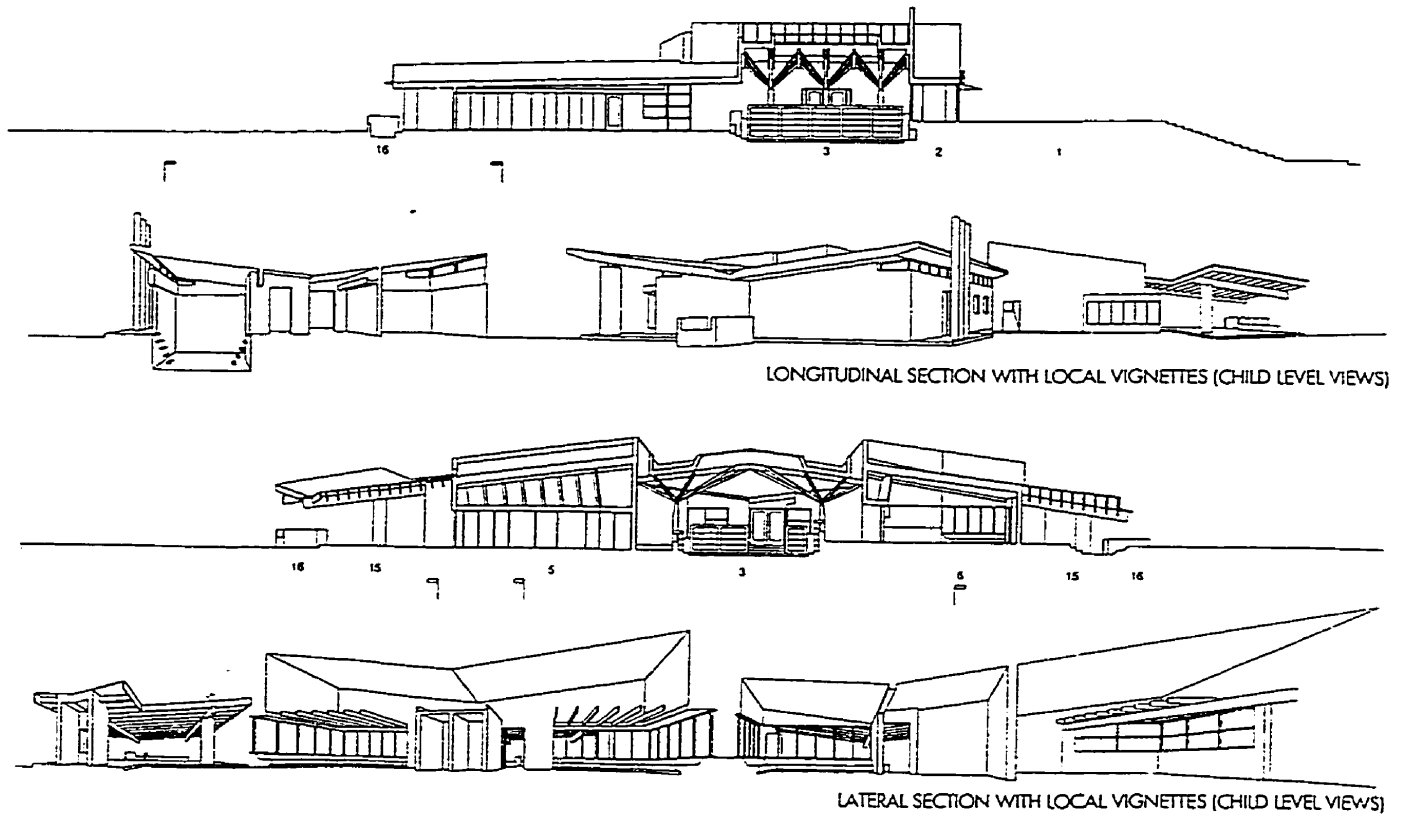 16 3 2 1
LONGITUDINAL SECTION WITH LOCAL VIGNETTES (CHILD LEVEL VIEWS)
16 15 5 3 6 15 16
LATERAL SECTION WITH LOCAL VIGNETTES (CHILD LEVEL VIEWS)